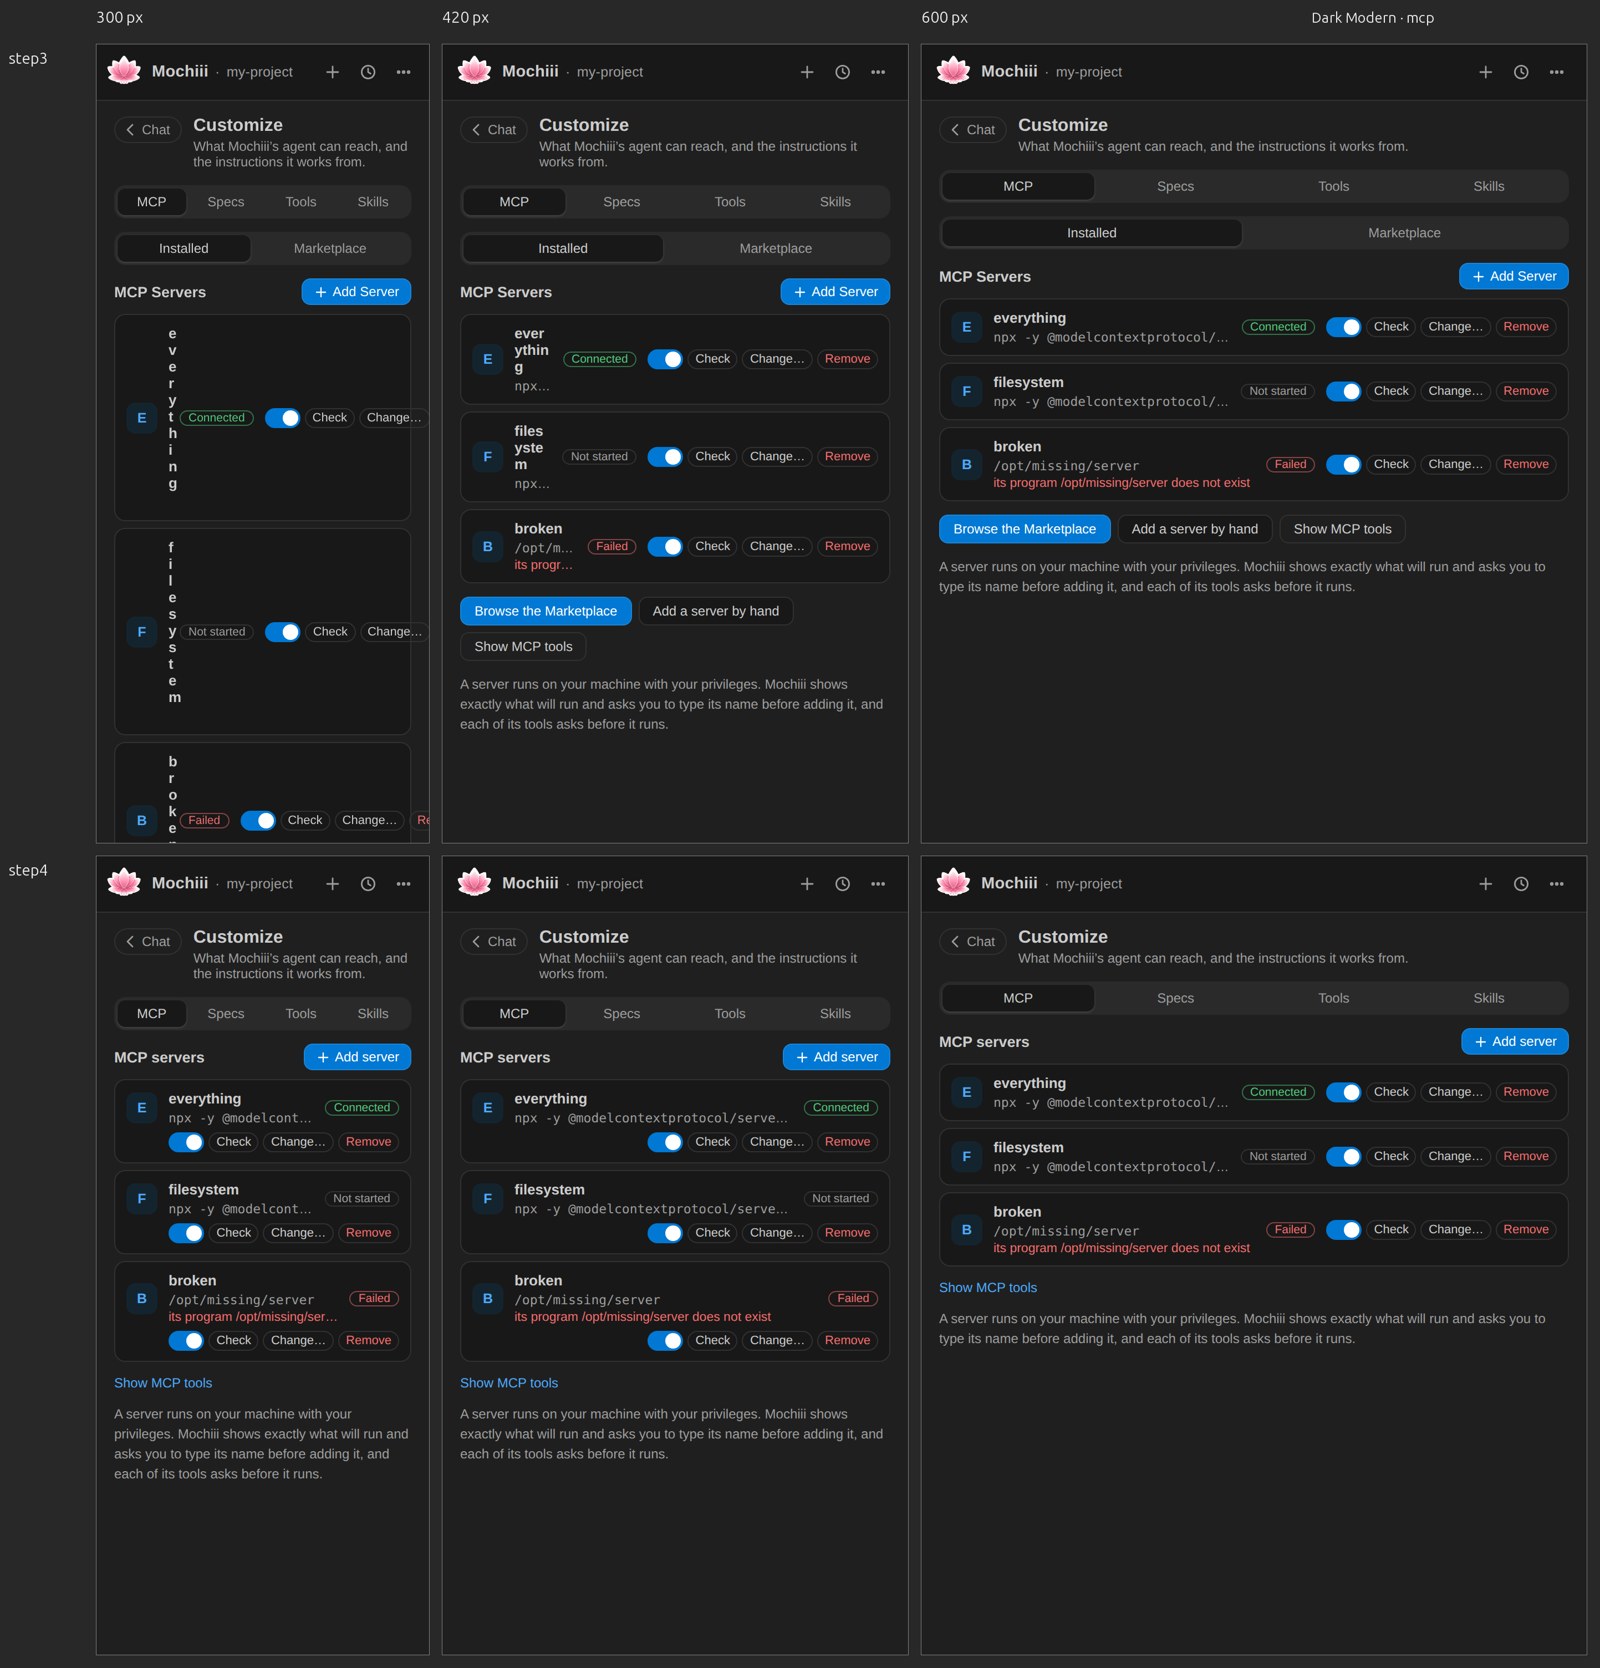 300 px
420 px
600 px
Dark Modern · mcp
step3
Mochiii · my-project
Chat
Customize
What Mochiii's agent can reach, and
the instructions it works from.
MCP
Specs
Tools
Skills
Installed
Marketplace
MCP Servers
+ Add Server
E
everything
Connected
Check
Change…
F
filesystem
Not started
Check
Change…
B
broken
Failed
Check
Change…
Re
Mochiii · my-project
Chat
Customize
What Mochiii's agent can reach, and the instructions it
works from.
MCP
Specs
Tools
Skills
Installed
Marketplace
MCP Servers
+ Add Server
E
ever
ythin
g
npx…
Connected
Check
Change…
Remove
F
files
yste
m
npx…
Not started
Check
Change…
Remove
B
broken
/opt/m…
its progr…
Failed
Check
Change…
Remove
Browse the Marketplace
Add a server by hand
Show MCP tools
A server runs on your machine with your privileges. Mochiii shows
exactly what will run and asks you to type its name before adding it, and
each of its tools asks before it runs.
Mochiii · my-project
Chat
Customize
What Mochiii's agent can reach, and the instructions it works from.
MCP
Specs
Tools
Skills
Installed
Marketplace
MCP Servers
+ Add Server
E
everything
npx -y @modelcontextprotocol/…
Connected
Check
Change…
Remove
F
filesystem
npx -y @modelcontextprotocol/…
Not started
Check
Change…
Remove
B
broken
/opt/missing/server
its program /opt/missing/server does not exist
Failed
Check
Change…
Remove
Browse the Marketplace
Add a server by hand
Show MCP tools
A server runs on your machine with your privileges. Mochiii shows exactly what will run and asks you to
type its name before adding it, and each of its tools asks before it runs.
step4
Mochiii · my-project
Chat
Customize
What Mochiii's agent can reach, and
the instructions it works from.
MCP
Specs
Tools
Skills
MCP servers
+ Add server
E
everything
npx -y @modelcont…
Connected
Check
Change…
Remove
F
filesystem
npx -y @modelcont…
Not started
Check
Change…
Remove
B
broken
/opt/missing/server
its program /opt/missing/ser…
Failed
Check
Change…
Remove
Show MCP tools
A server runs on your machine with your
privileges. Mochiii shows exactly what will run and
asks you to type its name before adding it, and
each of its tools asks before it runs.
Mochiii · my-project
Chat
Customize
What Mochiii's agent can reach, and the instructions it
works from.
MCP
Specs
Tools
Skills
MCP servers
+ Add server
E
everything
npx -y @modelcontextprotocol/serve…
Connected
Check
Change…
Remove
F
filesystem
npx -y @modelcontextprotocol/serve…
Not started
Check
Change…
Remove
B
broken
/opt/missing/server
its program /opt/missing/server does not exist
Failed
Check
Change…
Remove
Show MCP tools
A server runs on your machine with your privileges. Mochiii shows
exactly what will run and asks you to type its name before adding it, and
each of its tools asks before it runs.
Mochiii · my-project
Chat
Customize
What Mochiii's agent can reach, and the instructions it works from.
MCP
Specs
Tools
Skills
MCP servers
+ Add server
E
everything
npx -y @modelcontextprotocol/…
Connected
Check
Change…
Remove
F
filesystem
npx -y @modelcontextprotocol/…
Not started
Check
Change…
Remove
B
broken
/opt/missing/server
its program /opt/missing/server does not exist
Failed
Check
Change…
Remove
Show MCP tools
A server runs on your machine with your privileges. Mochiii shows exactly what will run and asks you to
type its name before adding it, and each of its tools asks before it runs.